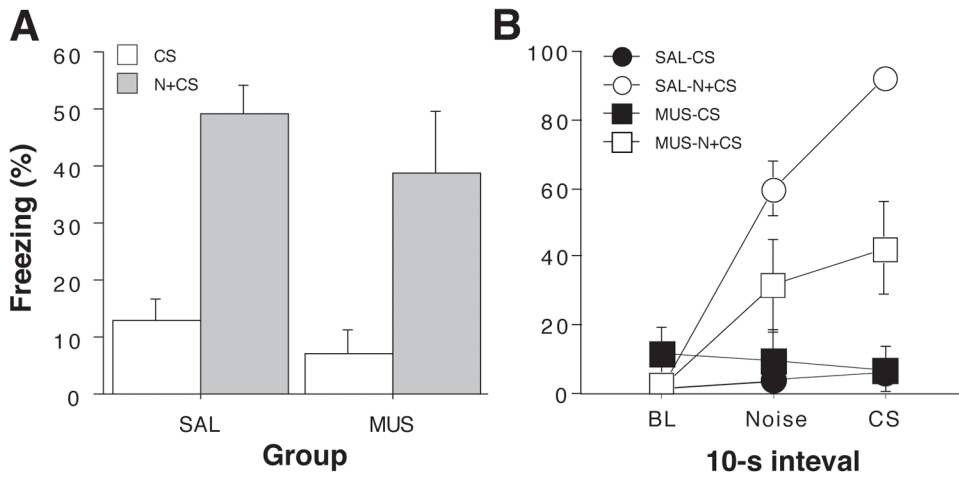 A
60
50
40
30
20
10
0
Freezing (%)
CS
N+CS
SAL
MUS
Group
B
100
80
60
40
20
0
SAL-CS
SAL-N+CS
MUS-CS
MUS-N+CS
BL
Noise
CS
10-s inteval